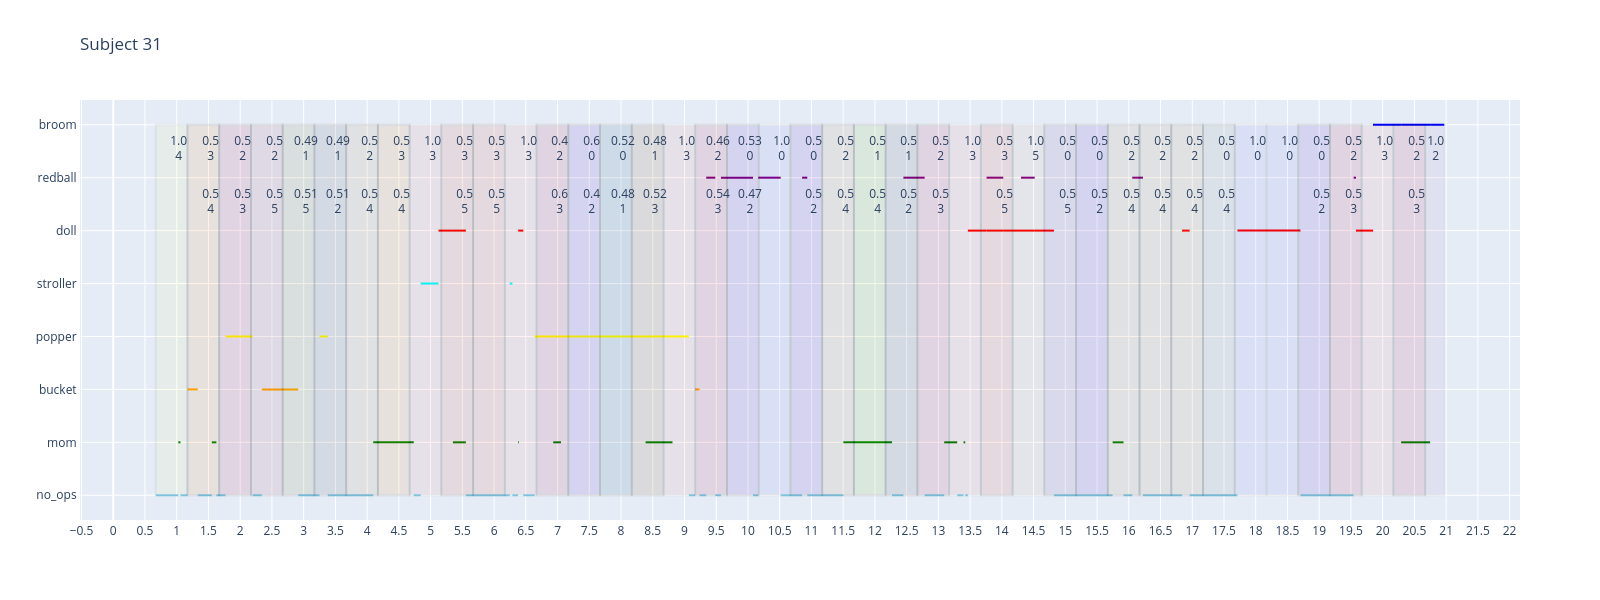 Subject 31
broom
1.0 0.5 0.5 0.5 0.49 0.49 0.5 0.5 1.0 0.5 0.5 1.0 0.4 0.6 0.52 0.48 1.0 0.46 0.53 1.0 0.5 0.5 0.5 0.5 0.5 1.0 0.5 1.0 0.5 0.5 0.5 0.5 0.5 0.5 1.0 1.0 0.5 0.5 1.0 0.5 1.0
4 3 2 2 1 1 2 3 3 3 3 3 2 0 0 1 3 2 0 0 0 2 1 1 2 3 3 5 0 0 2 2 2 0 0 0 0 2 3 2 2
redball
0.5 0.5 0.5 0.51 0.51 0.5 0.5 0.5 0.5 0.6 0.4 0.48 0.52 0.54 0.47 0.5 0.5 0.5 0.5 0.5 0.5 0.5 0.5 0.5 0.5 0.5 0.5 0.5 0.5 0.5
4 3 5 5 2 4 4 5 5 3 2 1 3 3 2 2 4 4 2 3 5 5 2 4 4 4 4 2 3 3
doll
stroller
popper
bucket
mom
no_ops
−0.5 0 0.5 1 1.5 2 2.5 3 3.5 4 4.5 5 5.5 6 6.5 7 7.5 8 8.5 9 9.5 10 10.5 11 11.5 12 12.5 13 13.5 14 14.5 15 15.5 16 16.5 17 17.5 18 18.5 19 19.5 20 20.5 21 21.5 22